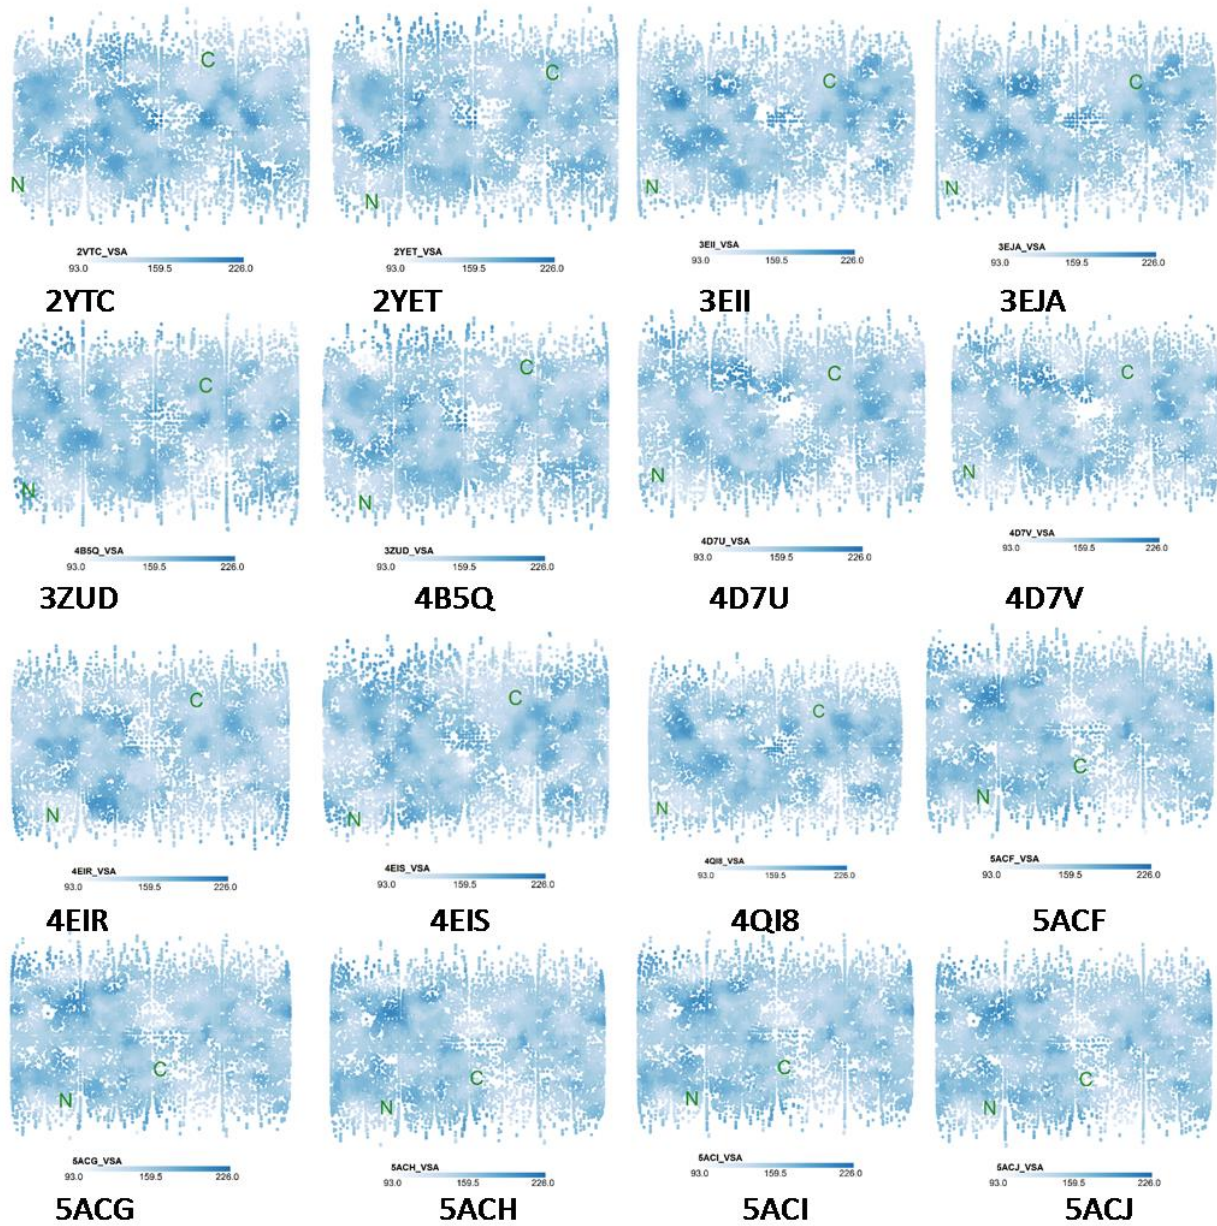 C C C C
N N N N
2VTC_VSA 2YET_VSA 3EII_VSA 3EJA_VSA
93.0 159.5 226.0 93.0 159.5 226.0 93.0 159.5 226.0 93.0 159.5 226.0
2YTC 2YET 3EII 3EJA
C C C C
N N N N
4B5Q_VSA 3ZUD_VSA 4D7U_VSA 4D7V_VSA
93.0 159.5 226.0 93.0 159.5 226.0 93.0 159.5 226.0 93.0 159.5 226.0
3ZUD 4B5Q 4D7U 4D7V
C C C C
N N N N
4EIR_VSA 4EIS_VSA 4QI8_VSA 5ACF_VSA
93.0 159.5 226.0 93.0 159.5 226.0 93.0 159.5 226.0 93.0 159.5 226.0
4EIR 4EIS 4QI8 5ACF
C C C C
N N N N
5ACG_VSA 5ACH_VSA 5ACI_VSA 5ACJ_VSA
93.0 159.5 226.0 93.0 159.5 226.0 93.0 159.5 226.0 93.0 159.5 226.0
5ACG 5ACH 5ACI 5ACJ